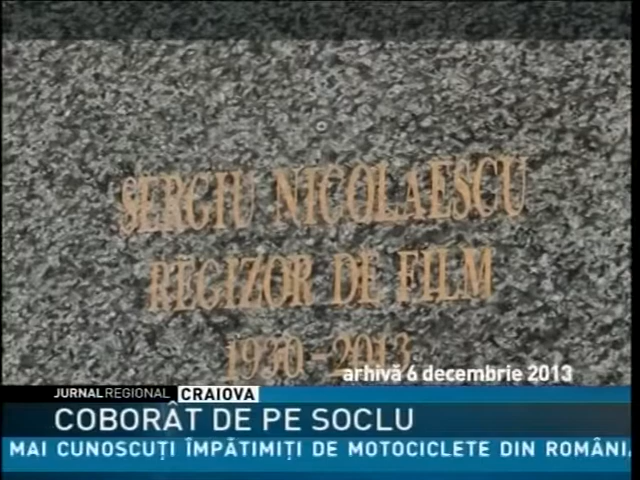 SERGIU NICOLAESCU
REGIZOR DE FILM
1930-2013
arhivă 6 decembrie 2013
JURNAL REGIONAL CRAIOVA
COBORÂT DE PE SOCLU
MAI CUNOSCUȚI ÎMPĂTIMIȚI DE MOTOCICLETE DIN ROMÂNI